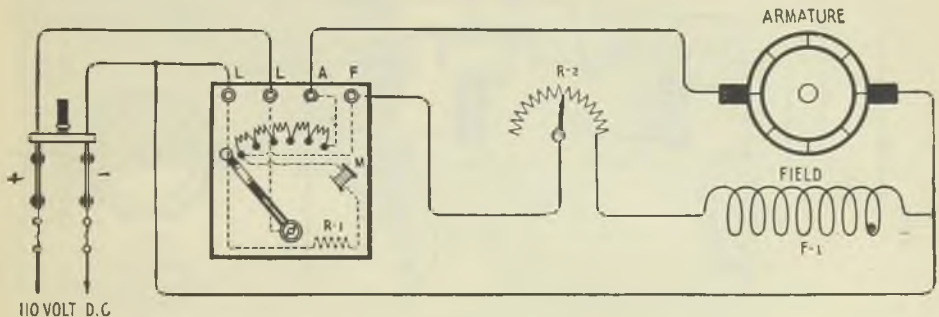 ARMATURE
L L A F
R-2
M
+ -
FIELD
R-1
F-1
110 VOLT D.C